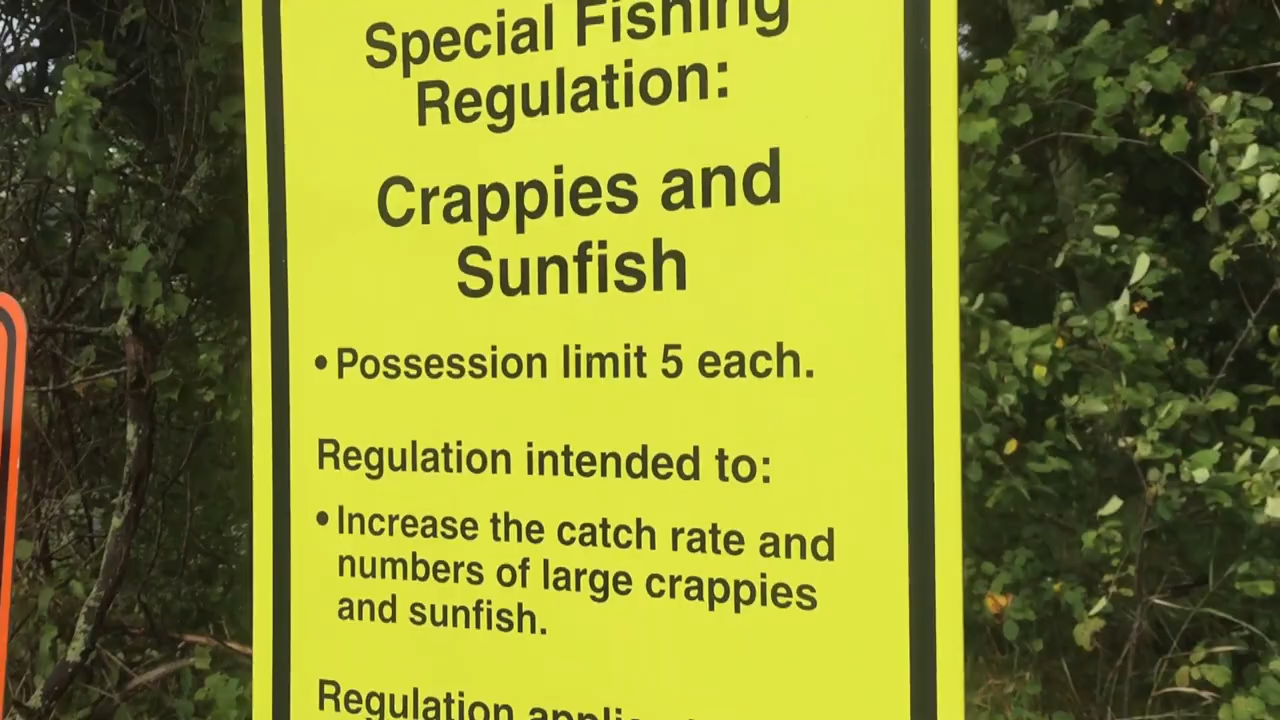 Special Fishing
Regulation:
Crappies and
Sunfish
• Possession limit 5 each.
Regulation intended to:
• Increase the catch rate and
numbers of large crappies
and sunfish.
Regulation